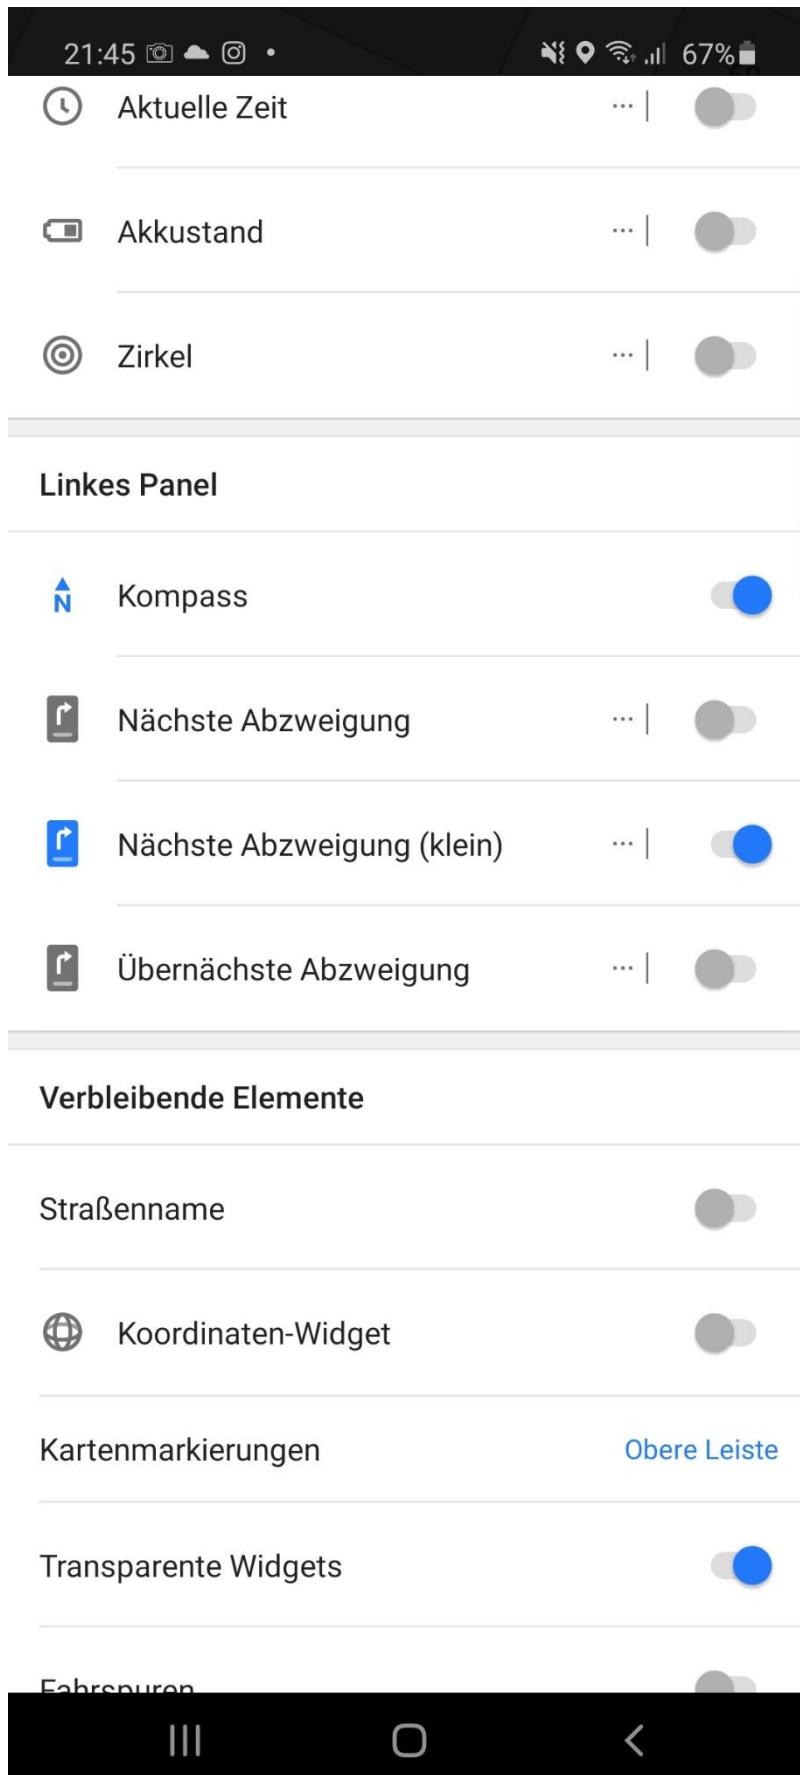 21:45
67%
Aktuelle Zeit
Akkustand
Zirkel
Linkes Panel
N
Kompass
Nächste Abzweigung
Nächste Abzweigung (klein)
Übernächste Abzweigung
Verbleibende Elemente
Straßenname
Koordinaten-Widget
Kartenmarkierungen Obere Leiste
Transparente Widgets
Fahrspuren